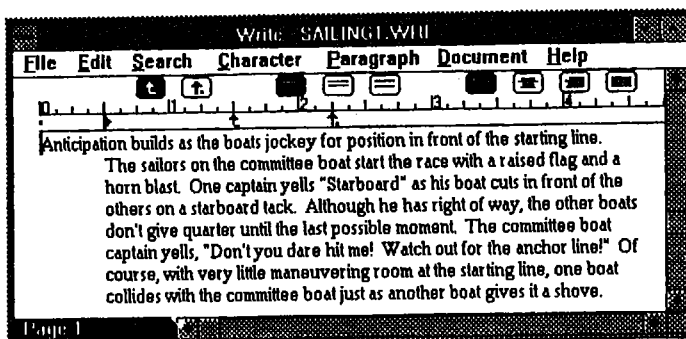 Write SAILING1.WRI
File Edit Search Character Paragraph Document Help
0 1 2 3 4
Anticipation builds as the boats jockey for position in front of the starting line.
The sailors on the committee boat start the race with a raised flag and a
horn blast. One captain yells "Starboard" as his boat cuts in front of the
others on a starboard tack. Although he has right of way, the other boats
don't give quarter until the last possible moment. The committee boat
captain yells, "Don't you dare hit me! Watch out for the anchor line!" Of
course, with very little maneuvering room at the starting line, one boat
collides with the committee boat just as another boat gives it a shove.
Page 1